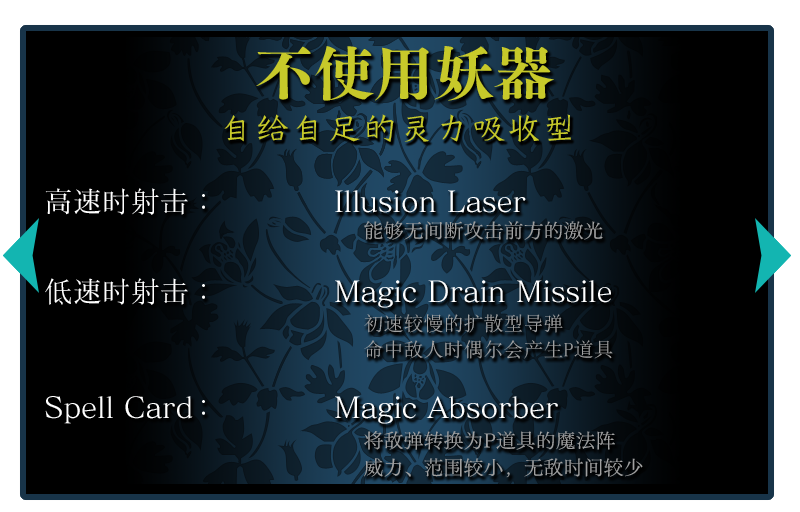 不使用妖器
自给自足的灵力吸收型
高速时射击： Illusion Laser
能够无间断攻击前方的激光
低速时射击： Magic Drain Missile
初速较慢的扩散型导弹
命中敌人时偶尔会产生P道具
Spell Card： Magic Absorber
将敌弹转换为P道具的魔法阵
威力、范围较小，无敌时间较少